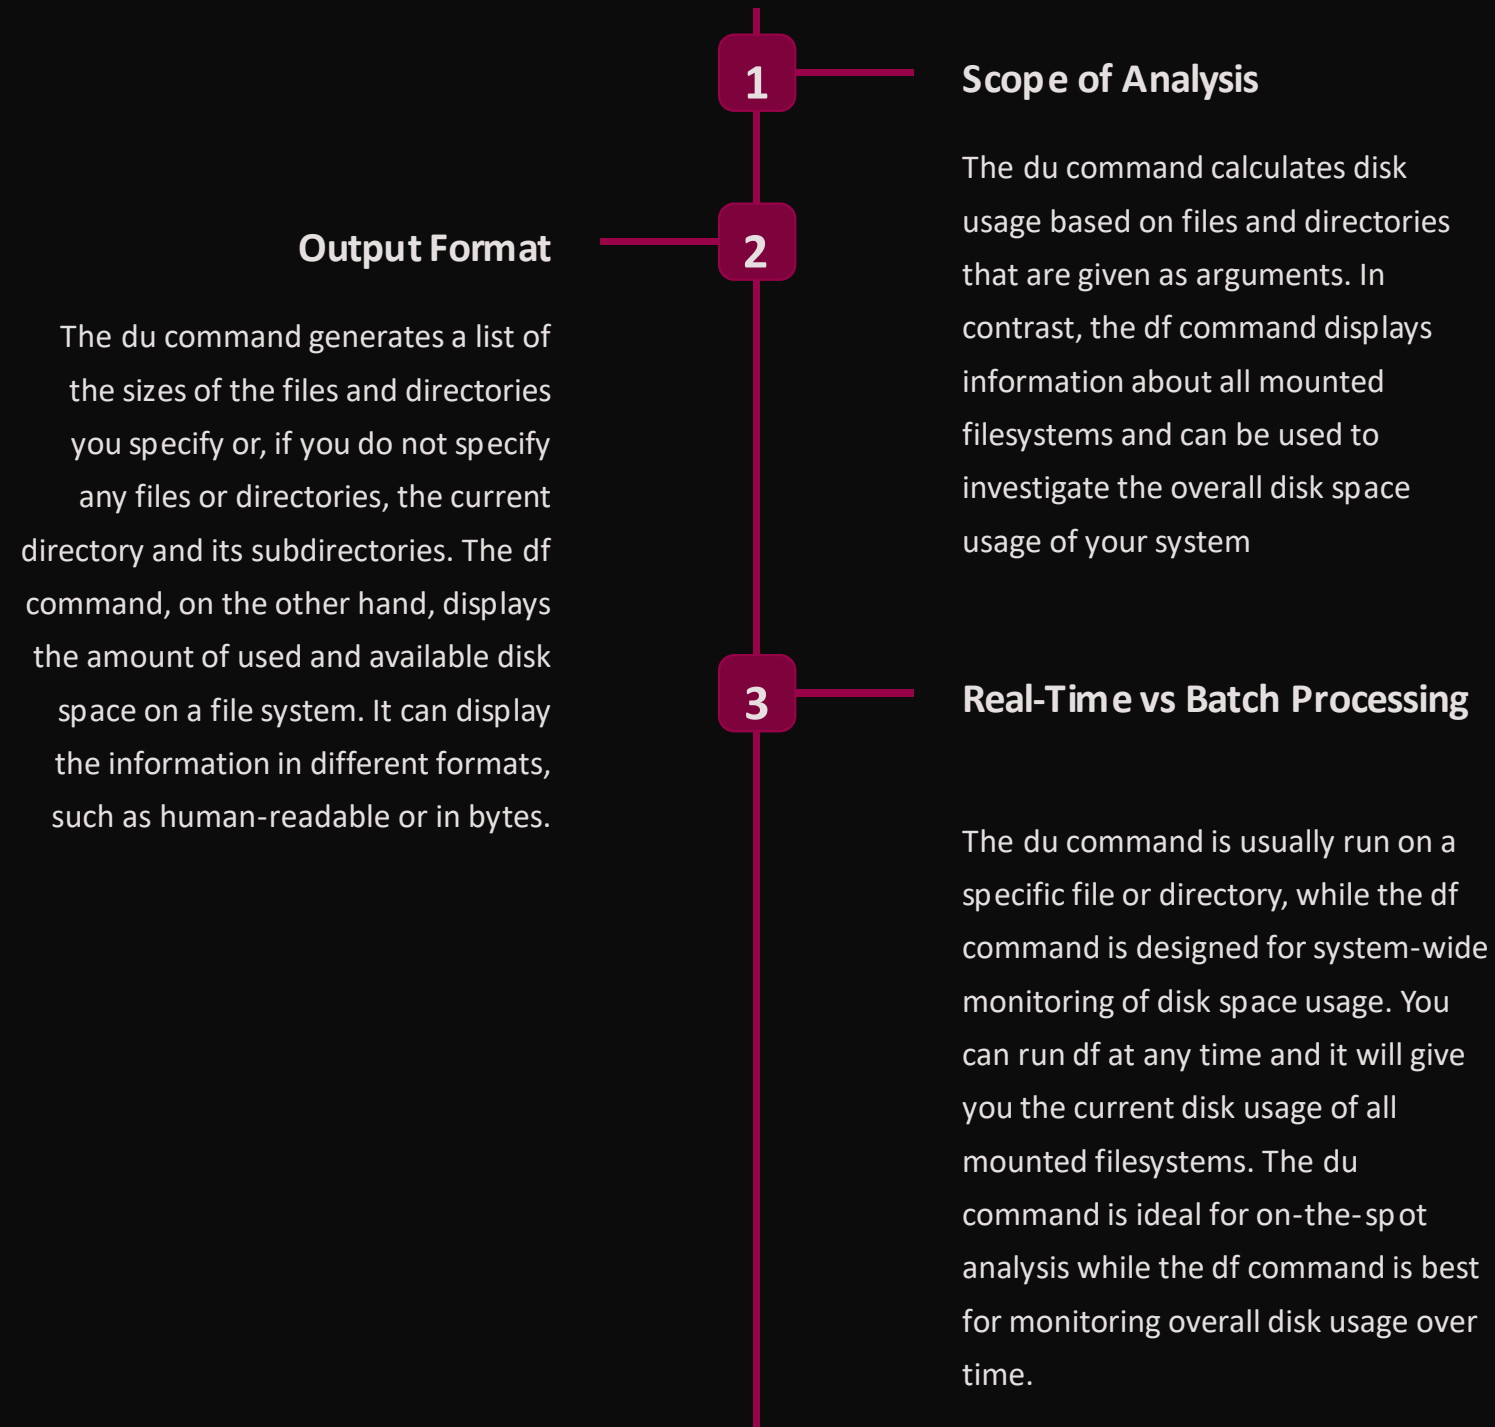 1
Scope of Analysis
The du command calculates disk
usage based on files and directories
that are given as arguments. In
contrast, the df command displays
information about all mounted
filesystems and can be used to
investigate the overall disk space
usage of your system
2
Output Format
The du command generates a list of
the sizes of the files and directories
you specify or, if you do not specify
any files or directories, the current
directory and its subdirectories. The df
command, on the other hand, displays
the amount of used and available disk
space on a file system. It can display
the information in different formats,
such as human-readable or in bytes.
3
Real-Time vs Batch Processing
The du command is usually run on a
specific file or directory, while the df
command is designed for system-wide
monitoring of disk space usage. You
can run df at any time and it will give
you the current disk usage of all
mounted filesystems. The du
command is ideal for on-the-spot
analysis while the df command is best
for monitoring overall disk usage over
time.